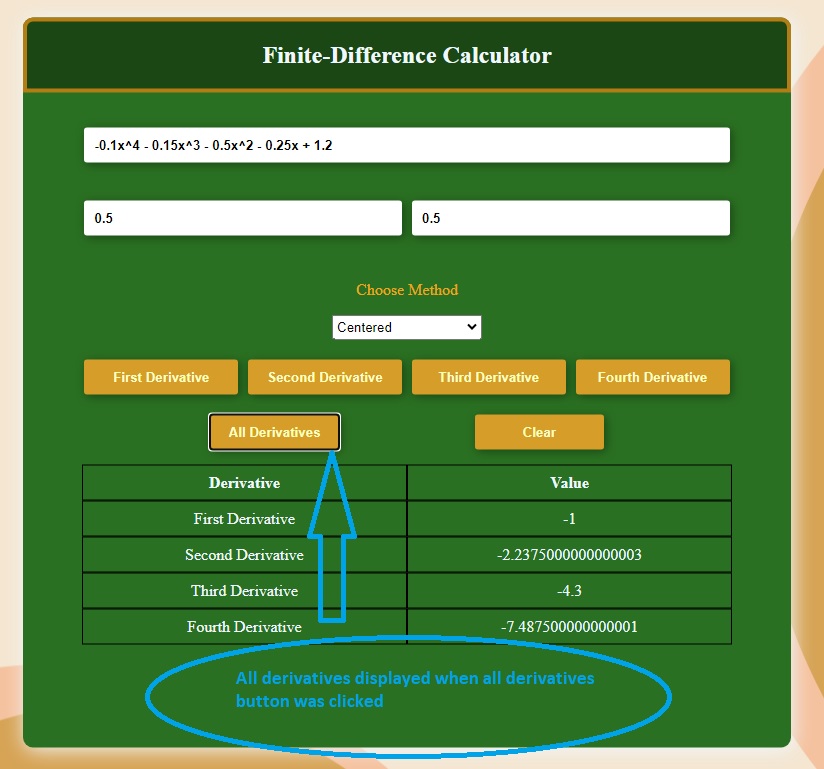 Finite-Difference Calculator
-0.1x^4 - 0.15x^3 - 0.5x^2 - 0.25x + 1.2
0.5 0.5
Choose Method
Centered
First Derivative Second Derivative Third Derivative Fourth Derivative
All Derivatives Clear
Derivative Value
First Derivative -1
Second Derivative -2.2375000000000003
Third Derivative -4.3
Fourth Derivative -7.487500000000001
All derivatives displayed when all derivatives
button was clicked